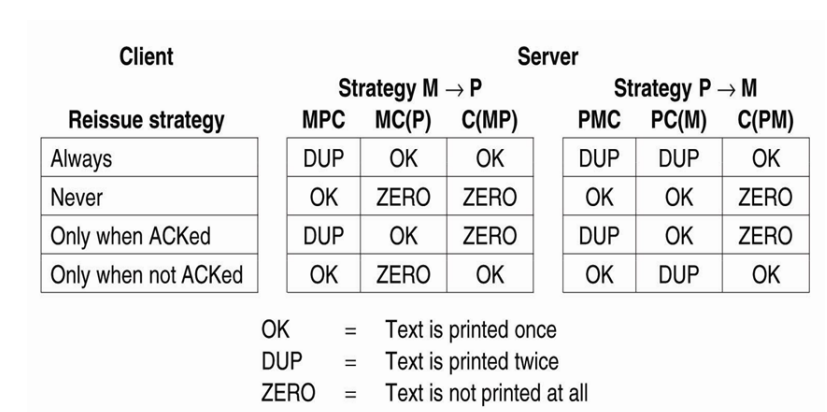 Client Server
Strategy M → P Strategy P → M
Reissue strategy MPC MC(P) C(MP) PMC PC(M) C(PM)
Always DUP OK OK DUP DUP OK
Never OK ZERO ZERO OK OK ZERO
Only when ACKed DUP OK ZERO DUP OK ZERO
Only when not ACKed OK ZERO OK OK DUP OK
OK = Text is printed once
DUP = Text is printed twice
ZERO = Text is not printed at all